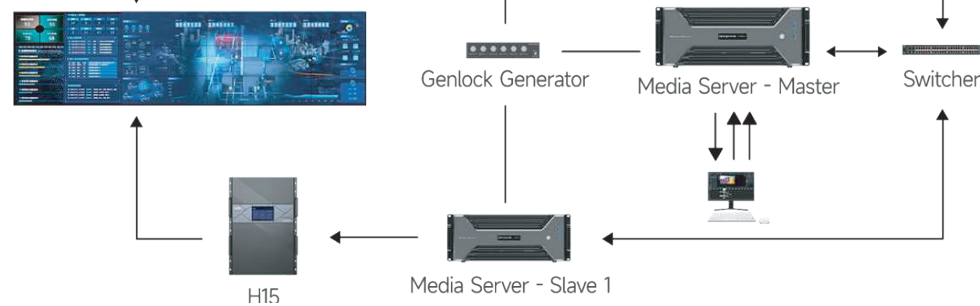 Genlock Generator
Media Server - Master
Switcher
Media Server - Slave 1
H15